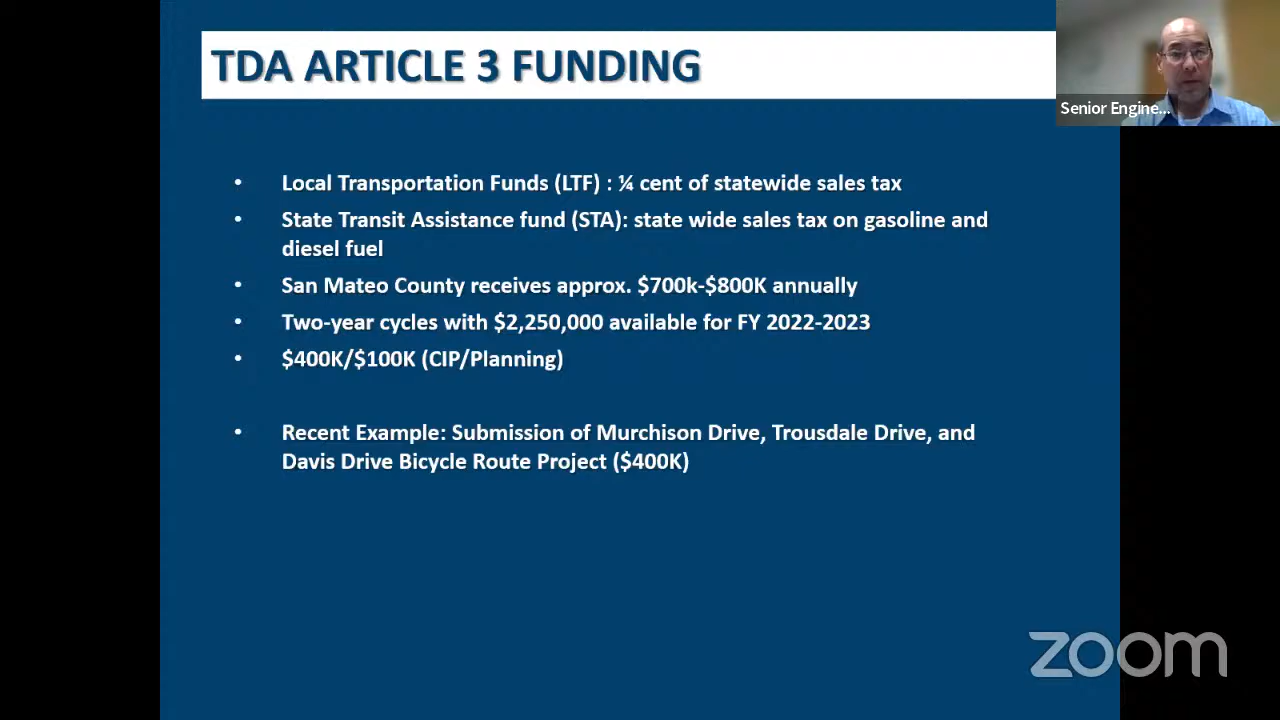 TDA ARTICLE 3 FUNDING
Senior Engine...
• Local Transportation Funds (LTF) : ¼ cent of statewide sales tax
• State Transit Assistance fund (STA): state wide sales tax on gasoline and
diesel fuel
• San Mateo County receives approx. $700k-$800K annually
• Two-year cycles with $2,250,000 available for FY 2022-2023
• $400K/$100K (CIP/Planning)
• Recent Example: Submission of Murchison Drive, Trousdale Drive, and
Davis Drive Bicycle Route Project ($400K)
zoom